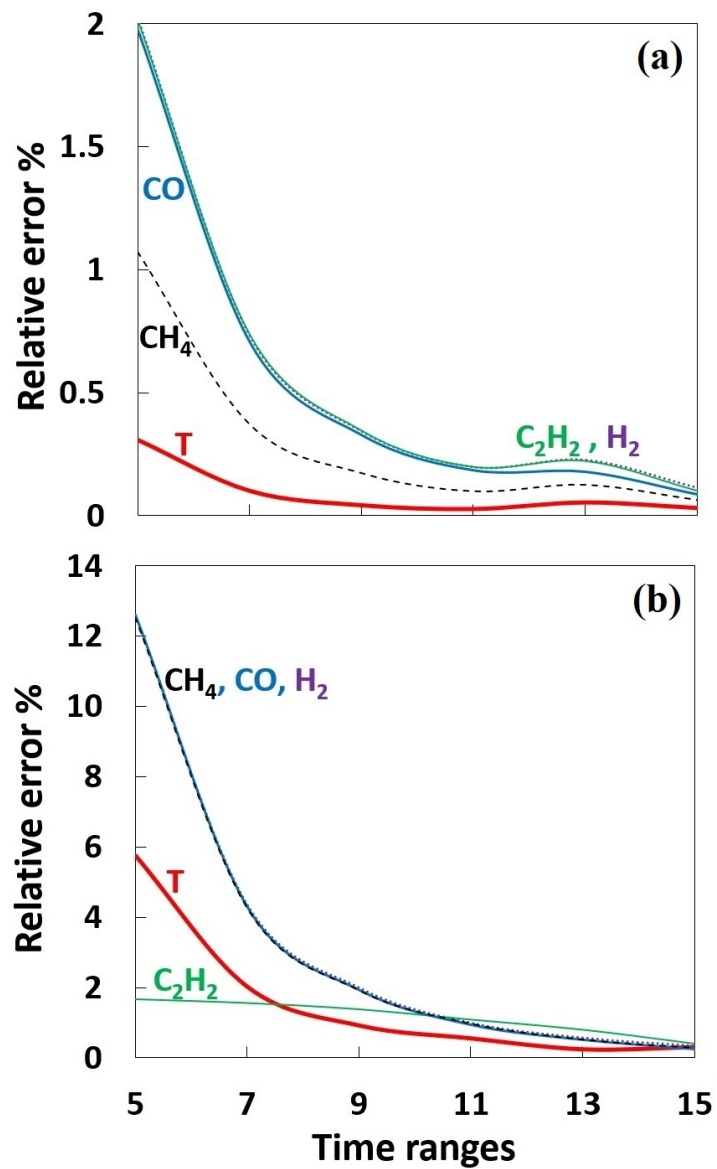 (a)
Relative error %
2
1.5
1
0.5
0
CO
CH₄
T
C₂H₂ , H₂
(b)
Relative error %
14
12
10
8
6
4
2
0
CH₄, CO, H₂
T
C₂H₂
5 7 9 11 13 15
Time ranges